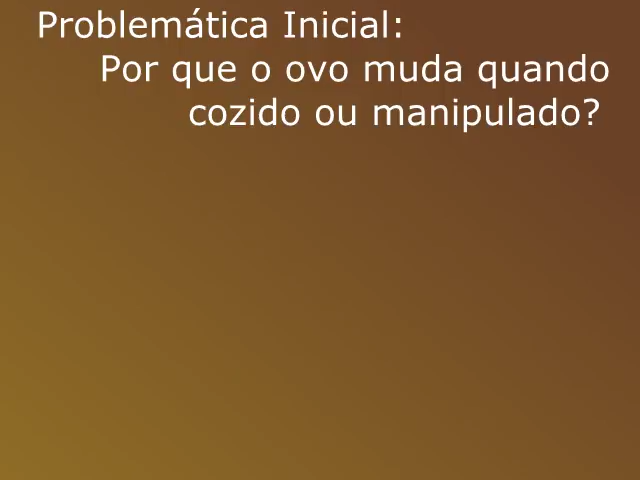 Problemática Inicial:
Por que o ovo muda quando
cozido ou manipulado?